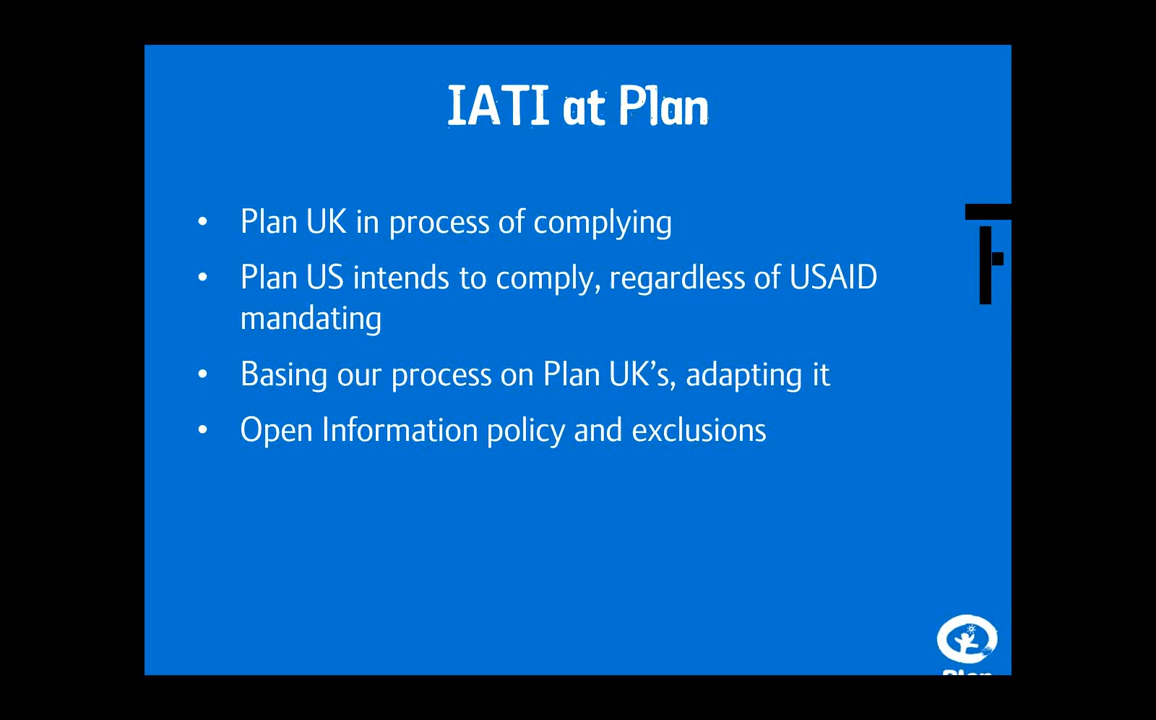 IATI at Plan
• Plan UK in process of complying
• Plan US intends to comply, regardless of USAID
mandating
• Basing our process on Plan UK’s, adapting it
• Open Information policy and exclusions
Plan